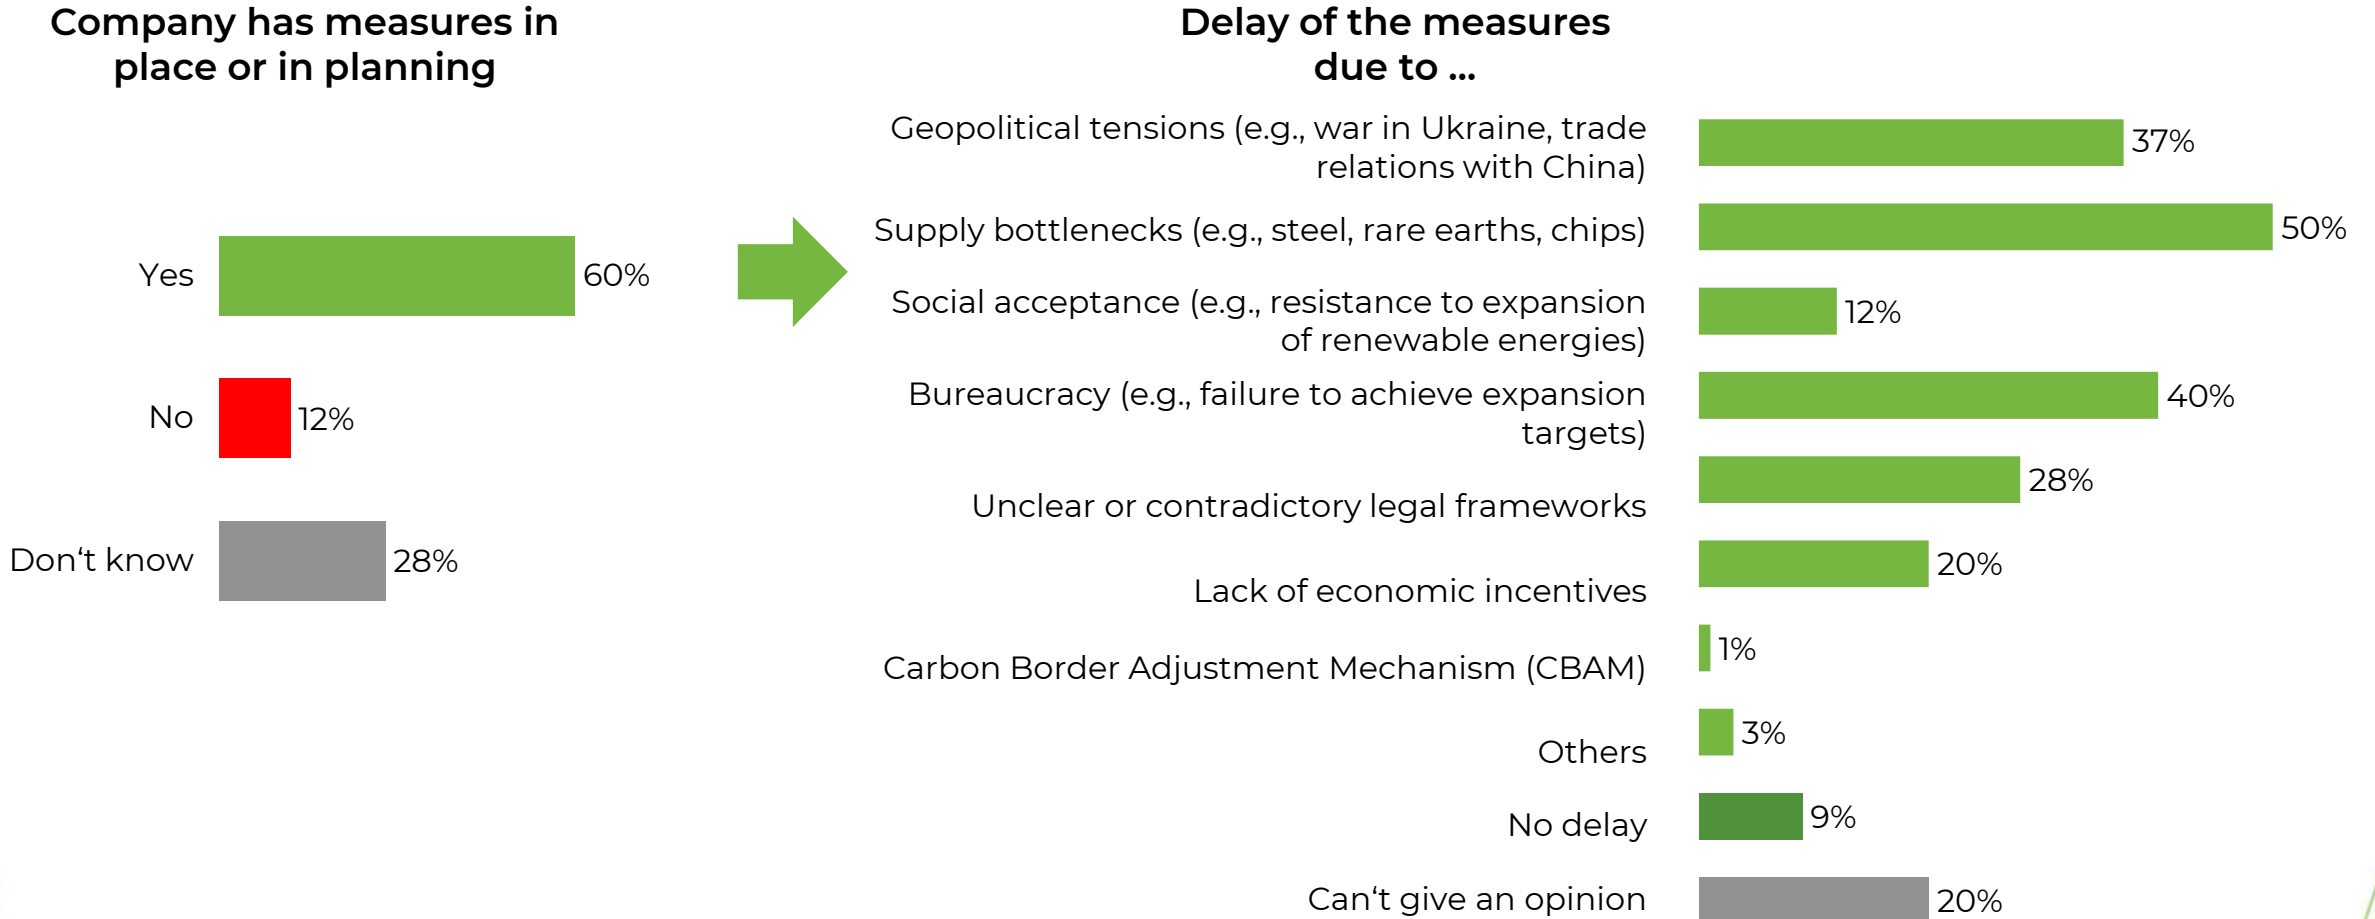 Company has measures in
place or in planning
Yes
60%
No
12%
Don‘t know
28%
Delay of the measures
due to ...
Geopolitical tensions (e.g., war in Ukraine, trade
relations with China)
37%
Supply bottlenecks (e.g., steel, rare earths, chips)
50%
Social acceptance (e.g., resistance to expansion
of renewable energies)
12%
Bureaucracy (e.g., failure to achieve expansion
targets)
40%
Unclear or contradictory legal frameworks
28%
Lack of economic incentives
20%
Carbon Border Adjustment Mechanism (CBAM)
1%
Others
3%
No delay
9%
Can‘t give an opinion
20%